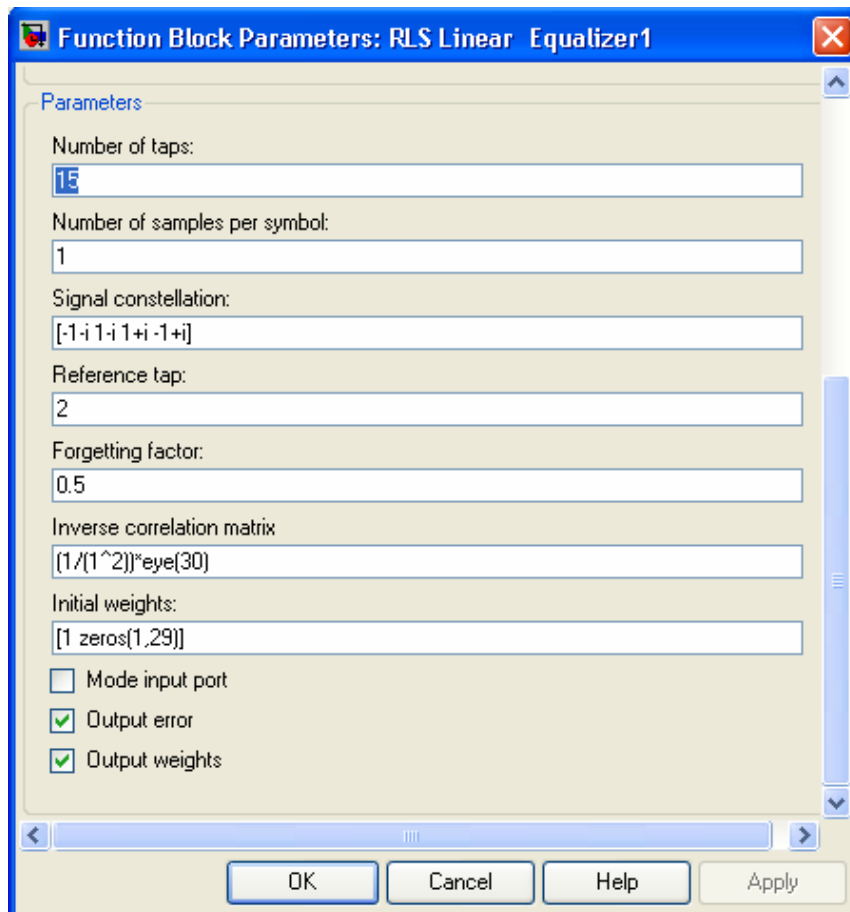 Function Block Parameters: RLS Linear Equalizer1
Parameters
Number of taps:
15
Number of samples per symbol:
1
Signal constellation:
[-1-i 1-i 1+i -1+i]
Reference tap:
2
Forgetting factor:
0.5
Inverse correlation matrix
(1/(1^2))*eye(30)
Initial weights:
[1 zeros(1,29)]
Mode input port
Output error
Output weights
OK Cancel Help Apply